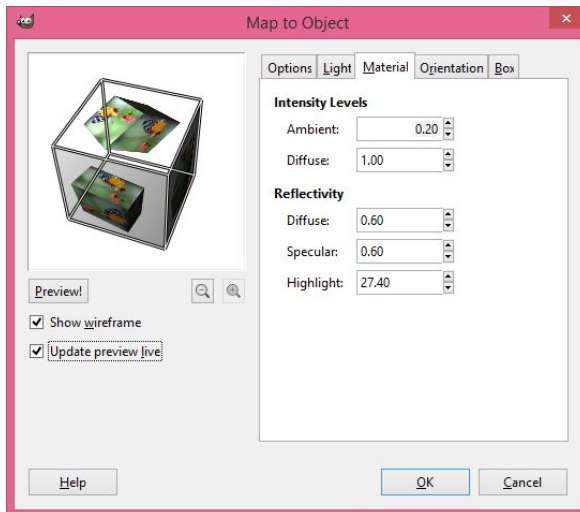 Map to Object
Options Light Material Orientation Box
Intensity Levels
Ambient: 0.20
Diffuse: 1.00
Reflectivity
Diffuse: 0.60
Specular: 0.60
Highlight: 27.40
Preview!
Show wireframe
Update preview live
Help OK Cancel